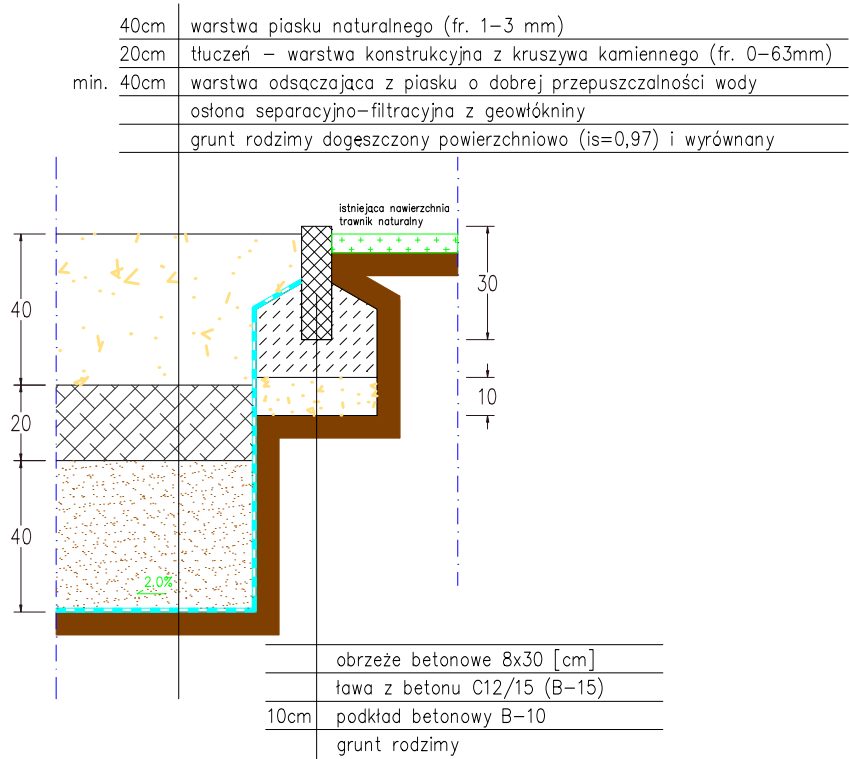 40cm warstwa piasku naturalnego (fr. 1–3 mm)
20cm tłuczeń – warstwa konstrukcyjna z kruszywa kamiennego (fr. 0–63mm)
min. 40cm warstwa odsączająca z piasku o dobrej przepuszczalności wody
osłona separacyjno–filtracyjna z geowłókniny
grunt rodzimy dogęszczony powierzchniowo (is=0,97) i wyrównany
istniejąca nawierzchnia
trawnik naturalny
40
30
10
20
40
2.0%
obrzeże betonowe 8x30 [cm]
ława z betonu C12/15 (B–15)
10cm podkład betonowy B–10
grunt rodzimy